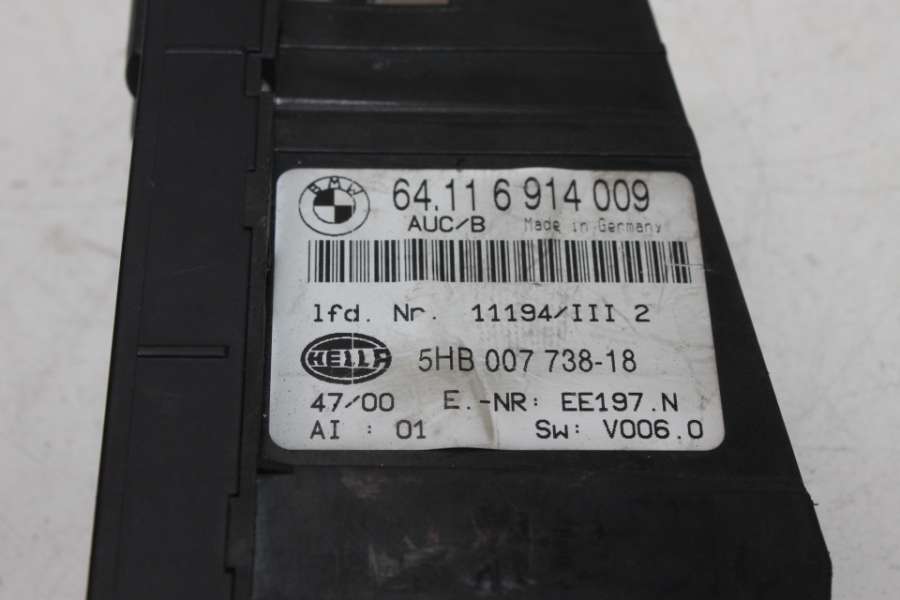 BMW
64.11 6 914 009
AUC/B Made in Germany
lfd. Nr. 11194/III 2
HELLA 5HB 007 738-18
47/00 E.-NR: EE197.N
AI : 01 Sw: V006.0